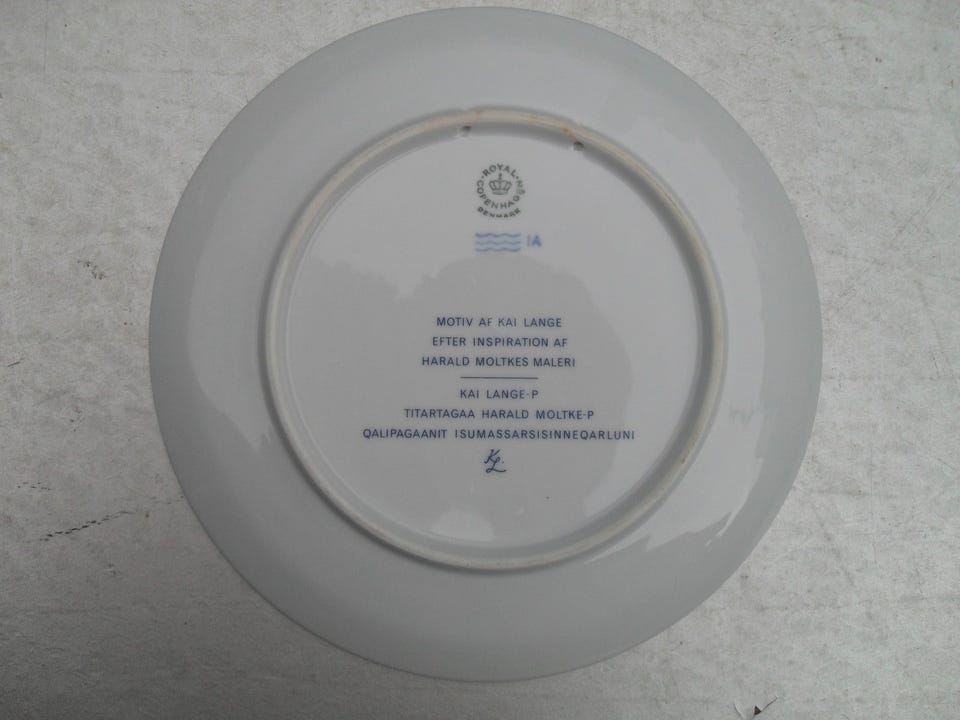 ROYAL COPENHAGEN
DENMARK
IA
MOTIV AF KAI LANGE
EFTER INSPIRATION AF
HARALD MOLTKES MALERI
KAI LANGE-P
TITARTAGAA HARALD MOLTKE-P
QALIPAGAANIT ISUMASSARSISINNEQARLUNI
KL.